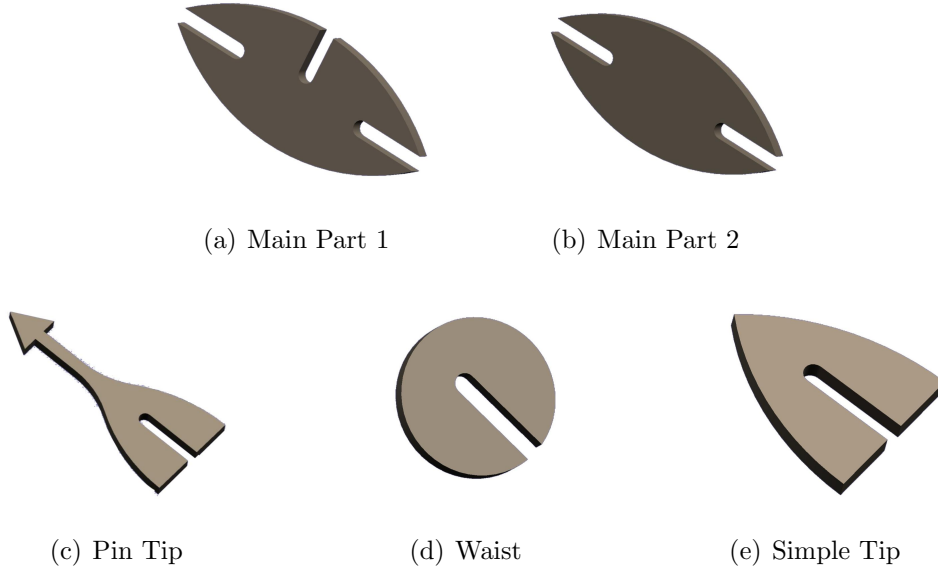 (a) Main Part 1
(b) Main Part 2
(c) Pin Tip
(d) Waist
(e) Simple Tip